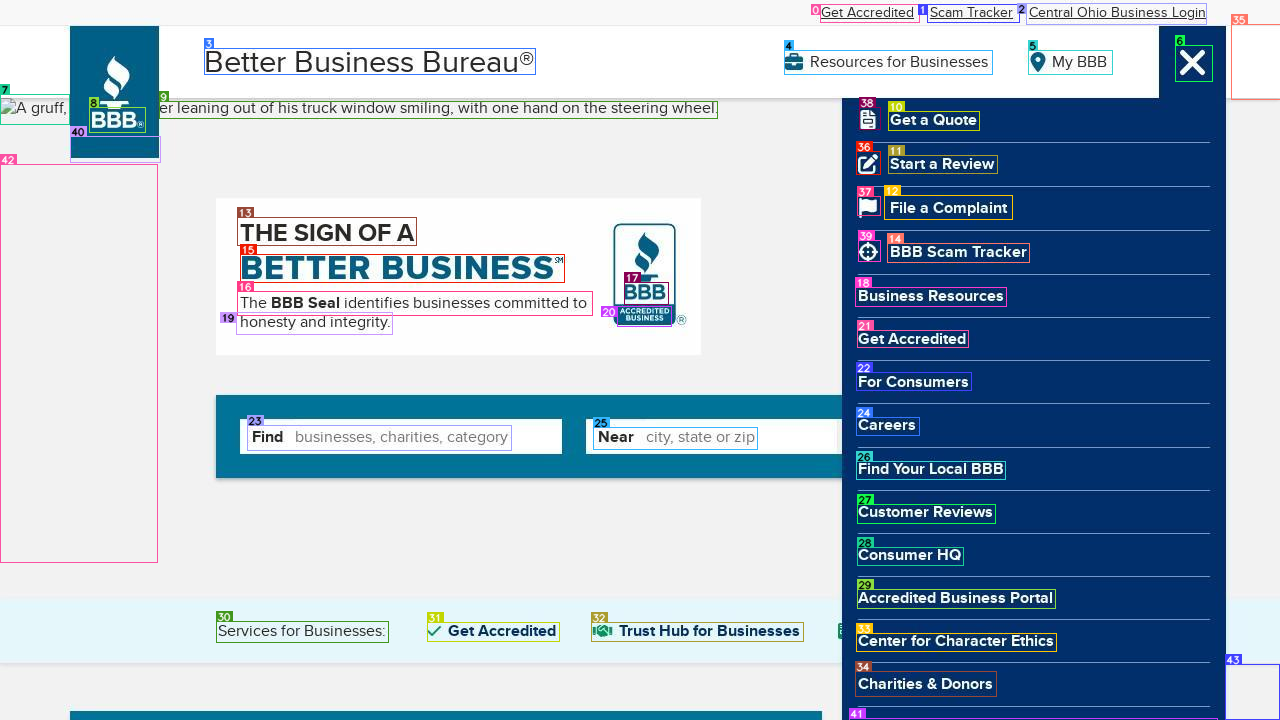 Get Accredited
Scam Tracker
Central Ohio Business Login
Better Business Bureau®
Resources for Businesses
My BBB
BBB®
A gruff,
er leaning out of his truck window smiling, with one hand on the steering wheel.
Get a Quote
Start a Review
File a Complaint
BBB Scam Tracker
Business Resources
Get Accredited
For Consumers
Careers
Find Your Local BBB
Customer Reviews
Consumer HQ
Accredited Business Portal
Center for Character Ethics
Charities & Donors
THE SIGN OF A
BETTER BUSINESS℠
The BBB Seal identifies businesses committed to
honesty and integrity.
BBB
ACCREDITED
BUSINESS®
Find businesses, charities, category
Near city, state or zip
Services for Businesses:
Get Accredited
Trust Hub for Businesses
0
1
2
3
4
5
6
7
8
9
10
11
12
13
14
15
16
17
18
19
20
21
22
23
24
25
26
27
28
29
30
31
32
33
34
35
36
37
38
39
40
41
42
43